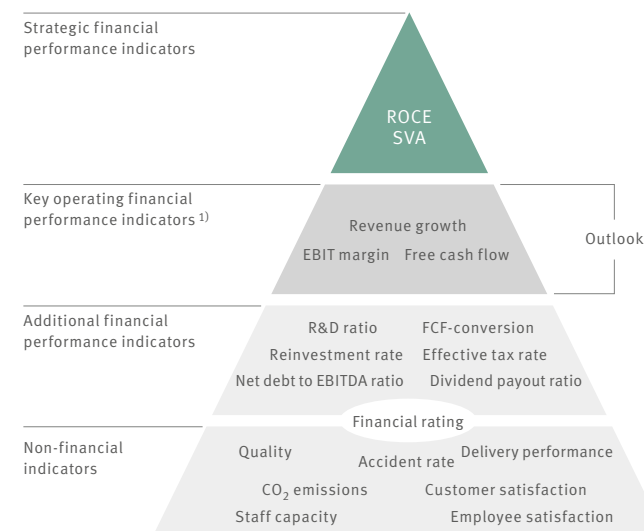 Strategic financial
performance indicators
ROCE
SVA
Key operating financial
performance indicators 1)
Revenue growth
EBIT margin Free cash flow
Outlook
Additional financial
performance indicators
R&D ratio FCF-conversion
Reinvestment rate Effective tax rate
Net debt to EBITDA ratio Dividend payout ratio
Financial rating
Non-financial
indicators
Quality Accident rate Delivery performance
CO2 emissions Customer satisfaction
Staff capacity Employee satisfaction